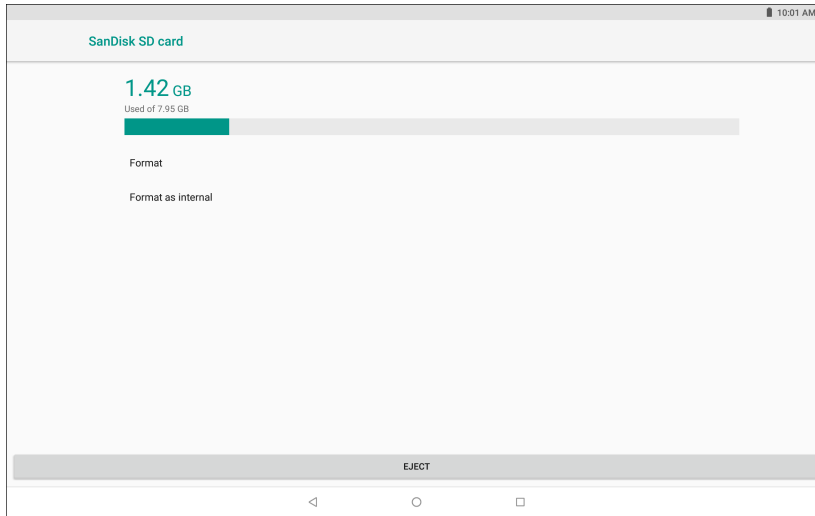 10:01 AM
SanDisk SD card
1.42 GB
Used of 7.95 GB
Format
Format as internal
EJECT